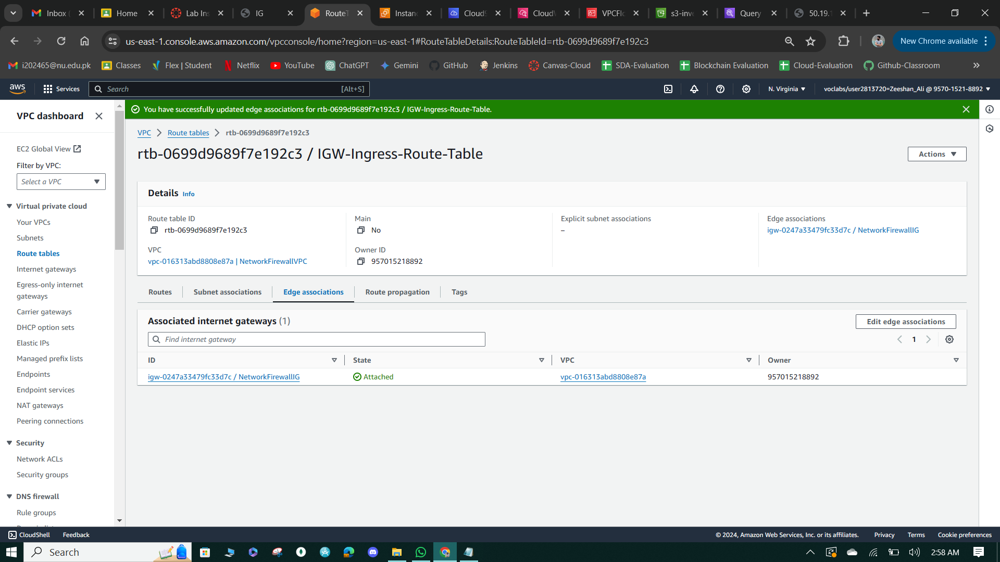 Inbox (
Home
Lab Ins
IG
RouteT
Instanc
Cloud9
CloudW
VPCFlo
s3-inve
Query
50.19.1
us-east-1.console.aws.amazon.com/vpcconsole/home?region=us-east-1#RouteTableDetails:RouteTableId=rtb-0699d9689f7e192c3
New Chrome available
i202465@nu.edu.pk
Classes
Flex | Student
Netflix
YouTube
ChatGPT
Gemini
GitHub
Jenkins
Canvas-Cloud
SDA-Evaluation
Blockchain Evaluation
Cloud-Evaluation
Github-Classroom
aws
Services
Search
[Alt+S]
N. Virginia
voclabs/user2813720=Zeeshan_Ali @ 9570-1521-8892
VPC dashboard
EC2 Global View
Filter by VPC:
Select a VPC
Virtual private cloud
Your VPCs
Subnets
Route tables
Internet gateways
Egress-only internet
gateways
Carrier gateways
DHCP option sets
Elastic IPs
Managed prefix lists
Endpoints
Endpoint services
NAT gateways
Peering connections
Security
Network ACLs
Security groups
DNS firewall
Rule groups
You have successfully updated edge associations for rtb-0699d9689f7e192c3 / IGW-Ingress-Route-Table.
VPC
Route tables
rtb-0699d9689f7e192c3
rtb-0699d9689f7e192c3 / IGW-Ingress-Route-Table
Actions
Details Info
Route table ID
rtb-0699d9689f7e192c3
Main
No
Explicit subnet associations
–
Edge associations
igw-0247a33479fc33d7c / NetworkFirewallIG
VPC
vpc-016313abd8808e87a | NetworkFirewallVPC
Owner ID
957015218892
Routes
Subnet associations
Edge associations
Route propagation
Tags
Associated internet gateways (1)
Edit edge associations
Find internet gateway
1
ID
State
VPC
Owner
igw-0247a33479fc33d7c / NetworkFirewallIG
Attached
vpc-016313abd8808e87a
957015218892
CloudShell
Feedback
© 2024, Amazon Web Services, Inc. or its affiliates.
Privacy
Terms
Cookie preferences
Search
2:58 AM